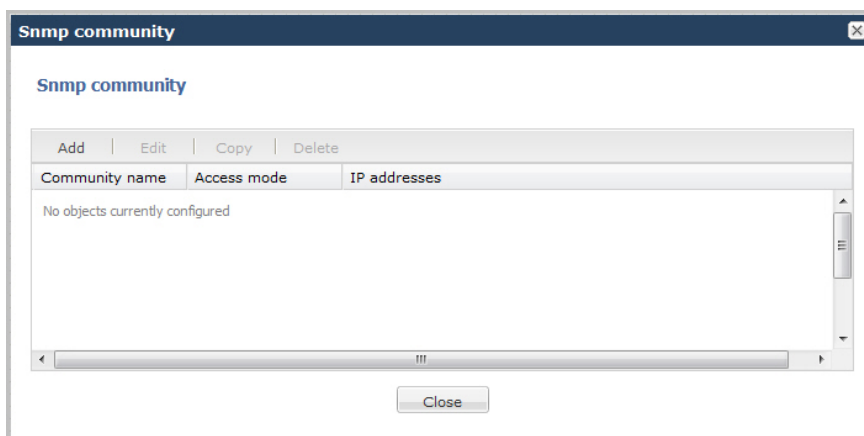 Snmp community
Snmp community
Add Edit Copy Delete
Community name Access mode IP addresses
No objects currently configured
Close